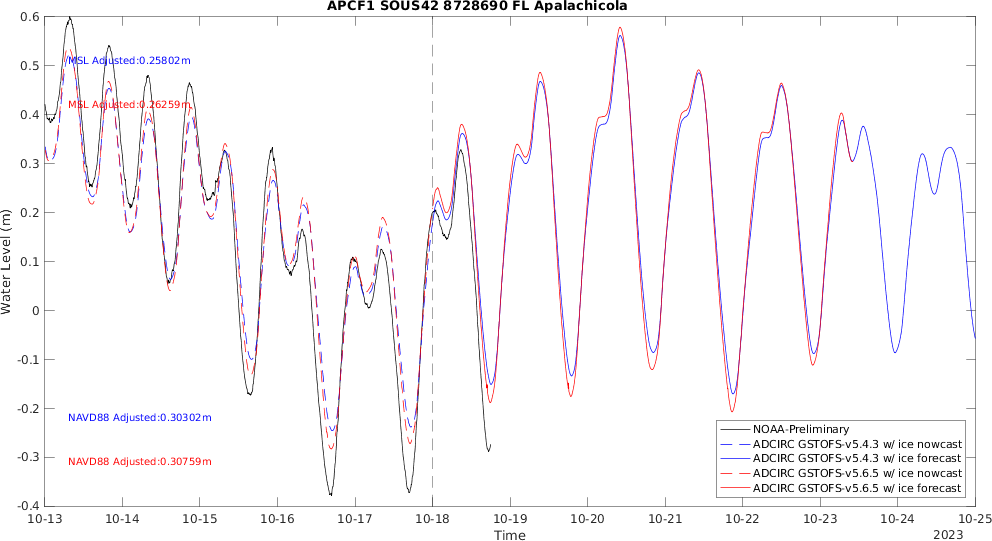 APCF1 SOUS42 8728690 FL Apalachicola
0.6
0.5
0.4
0.3
0.2
0.1
0
-0.1
-0.2
-0.3
-0.4
Water Level (m)
MSL Adjusted:0.25802m
MSL Adjusted:0.26259m
NAVD88 Adjusted:0.30302m
NAVD88 Adjusted:0.30759m
NOAA-Preliminary
ADCIRC GSTOFS-v5.4.3 w/ ice nowcast
ADCIRC GSTOFS-v5.4.3 w/ ice forecast
ADCIRC GSTOFS-v5.6.5 w/ ice nowcast
ADCIRC GSTOFS-v5.6.5 w/ ice forecast
10-13 10-14 10-15 10-16 10-17 10-18 10-19 10-20 10-21 10-22 10-23 10-24 10-25
Time
2023